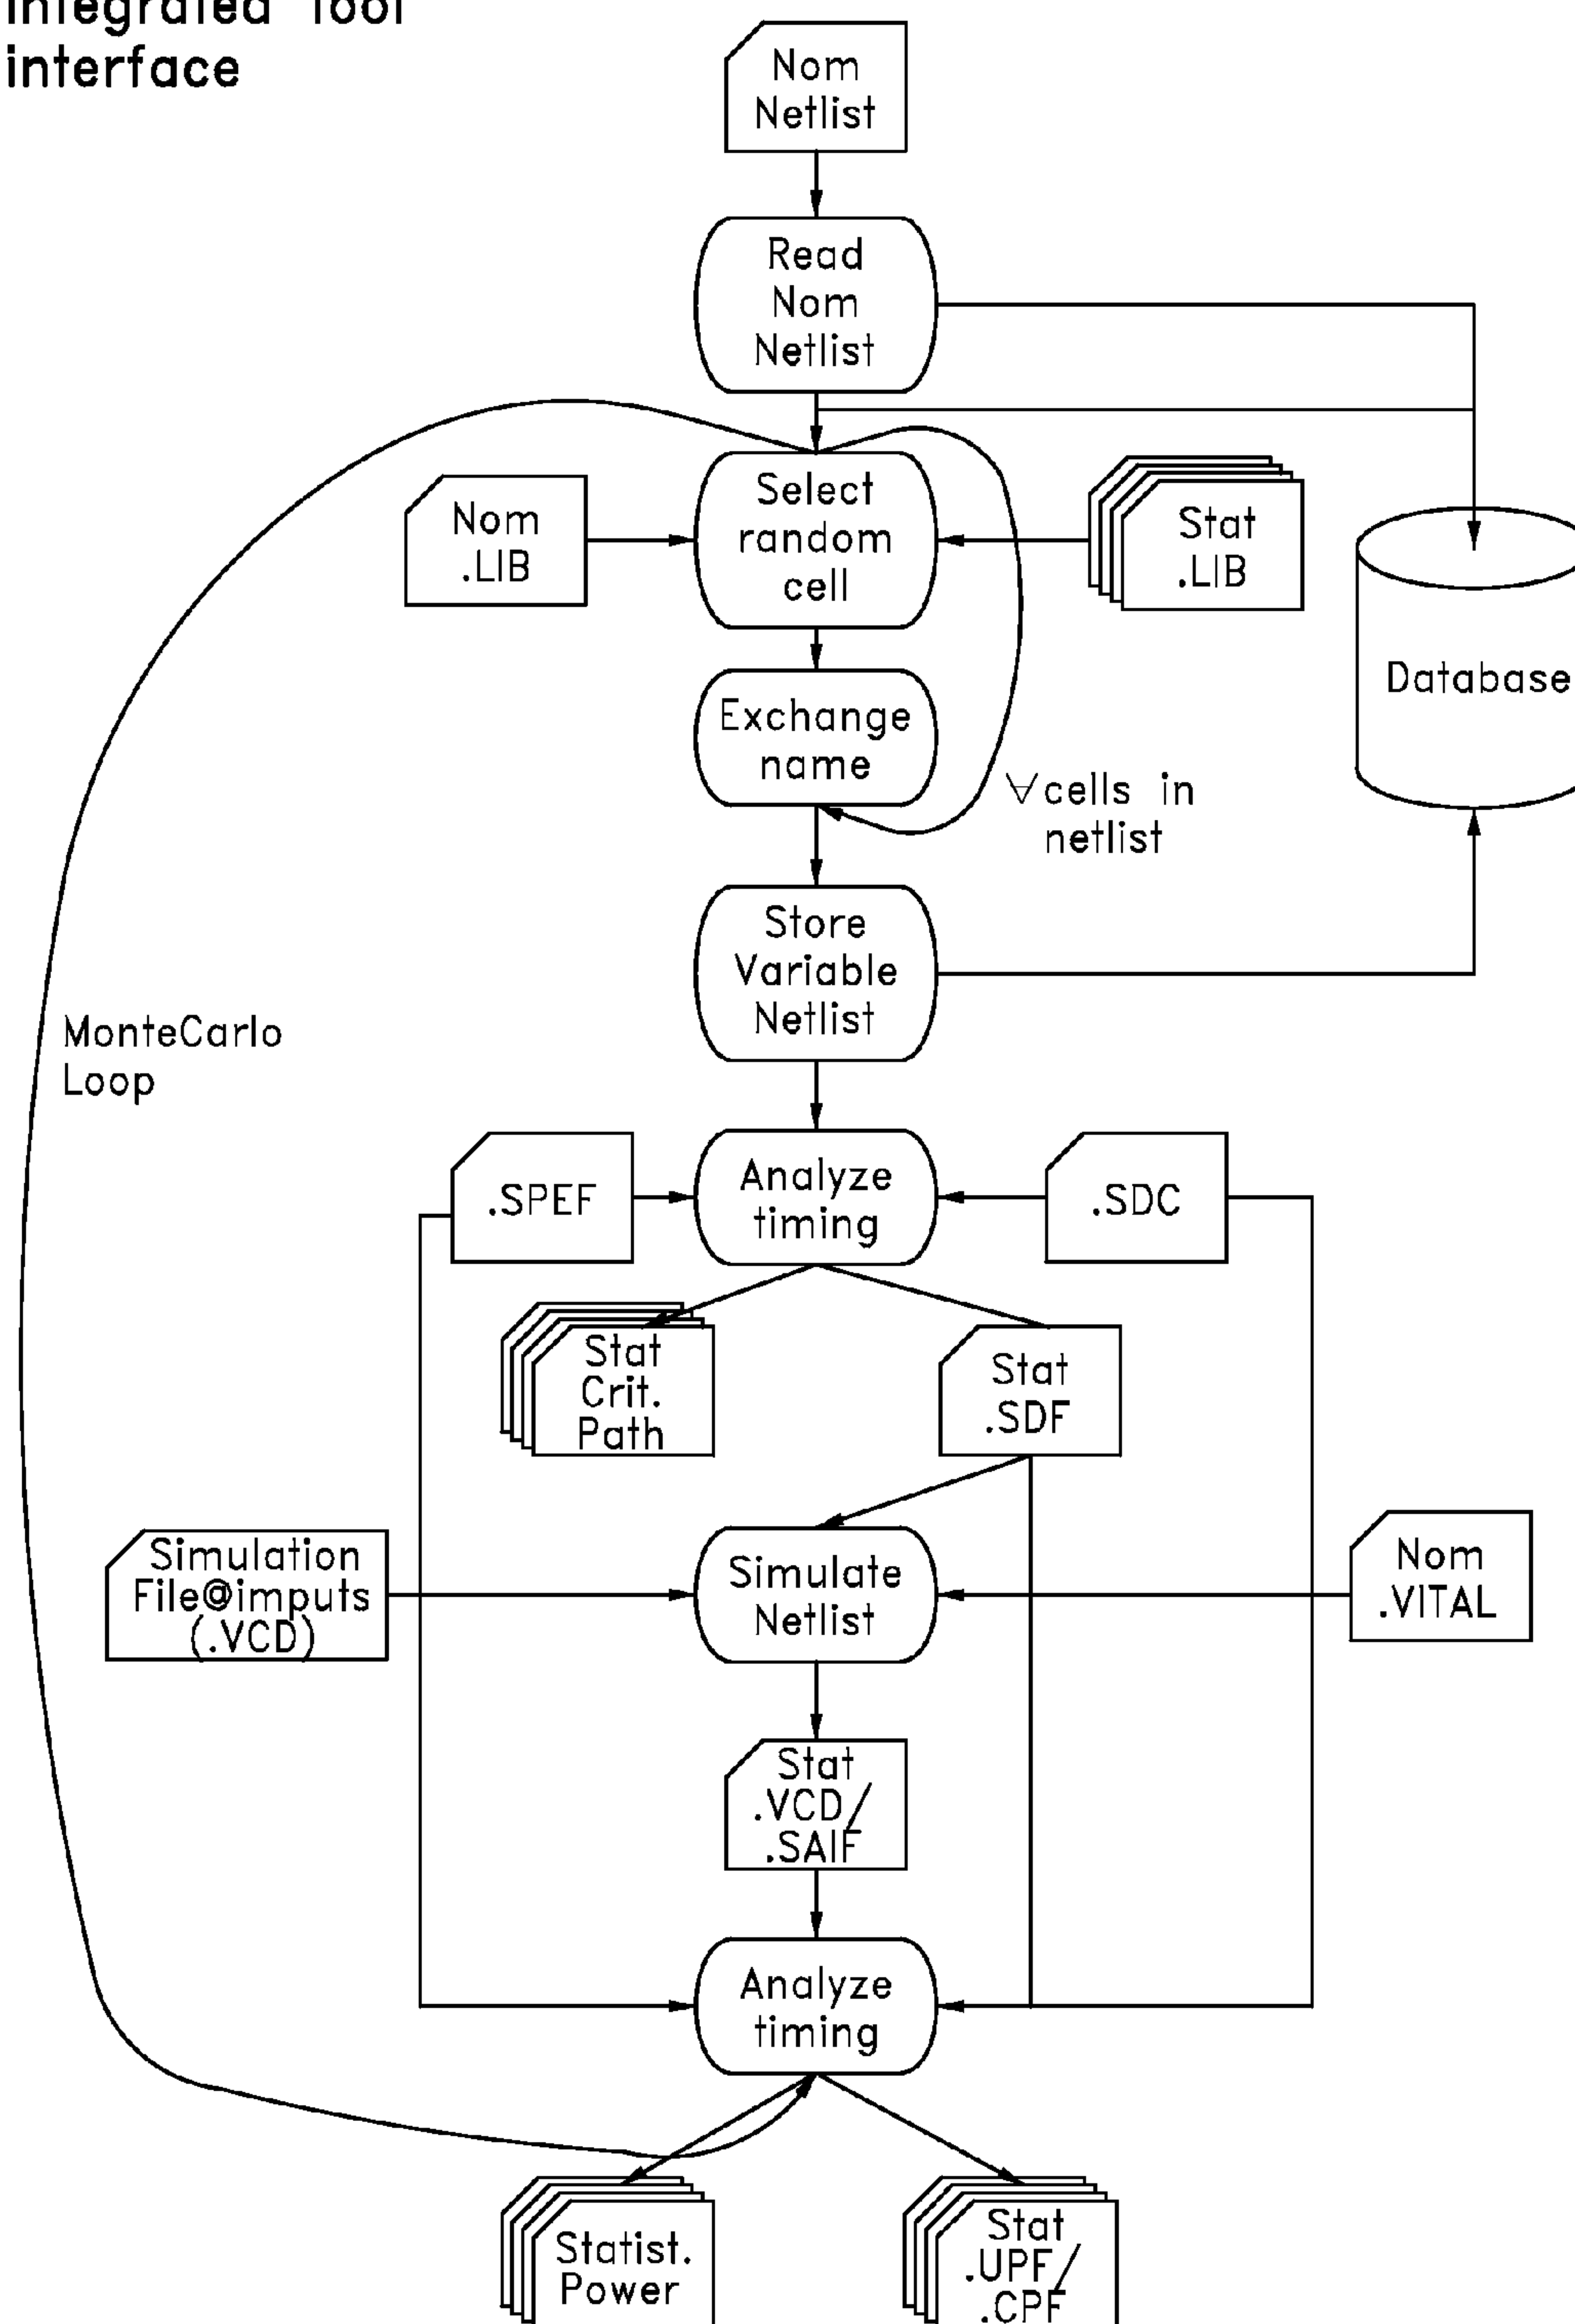 Integrated Tool
interface
Nom
Netlist
Read
Nom
Netlist
Nom
.LIB
Select
random
cell
Stat
.LIB
Database
Exchange
name
∀cells in
netlist
Store
Variable
Netlist
MonteCarlo
Loop
.SPEF
Analyze
timing
.SDC
Stat
Crit.
Path
Stat
.SDF
Simulation
File@imputs
(.VCD)
Simulate
Netlist
Nom
.VITAL
Stat
.VCD/
.SAIF
Analyze
timing
Statist.
Power
Stat
.UPF/
.CPF